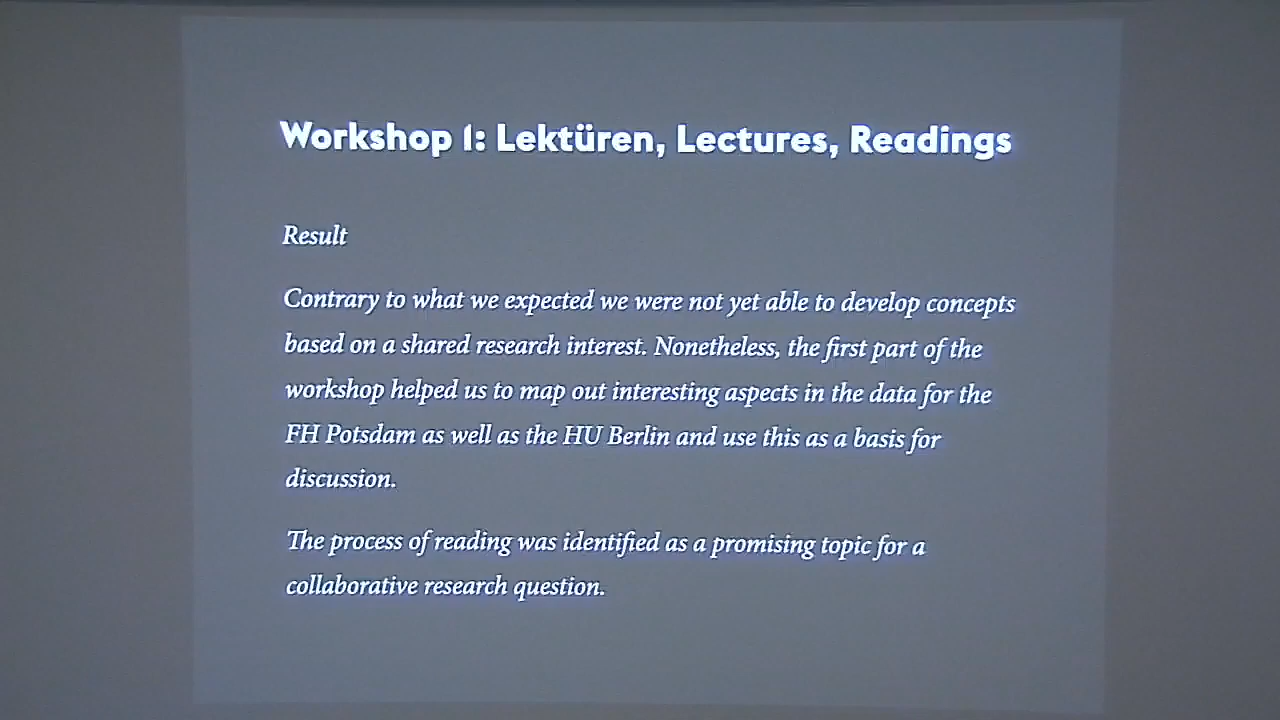 Workshop 1: Lektüren, Lectures, Readings
Result
Contrary to what we expected we were not yet able to develop concepts
based on a shared research interest. Nonetheless, the first part of the
workshop helped us to map out interesting aspects in the data for the
FH Potsdam as well as the HU Berlin and use this as a basis for
discussion.
The process of reading was identified as a promising topic for a
collaborative research question.